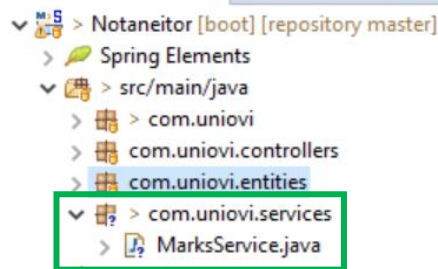 > Notaneitor [boot] [repository master]
> Spring Elements
> src/main/java
> com.uniovi
com.uniovi.controllers
com.uniovi.entities
> com.uniovi.services
MarksService.java